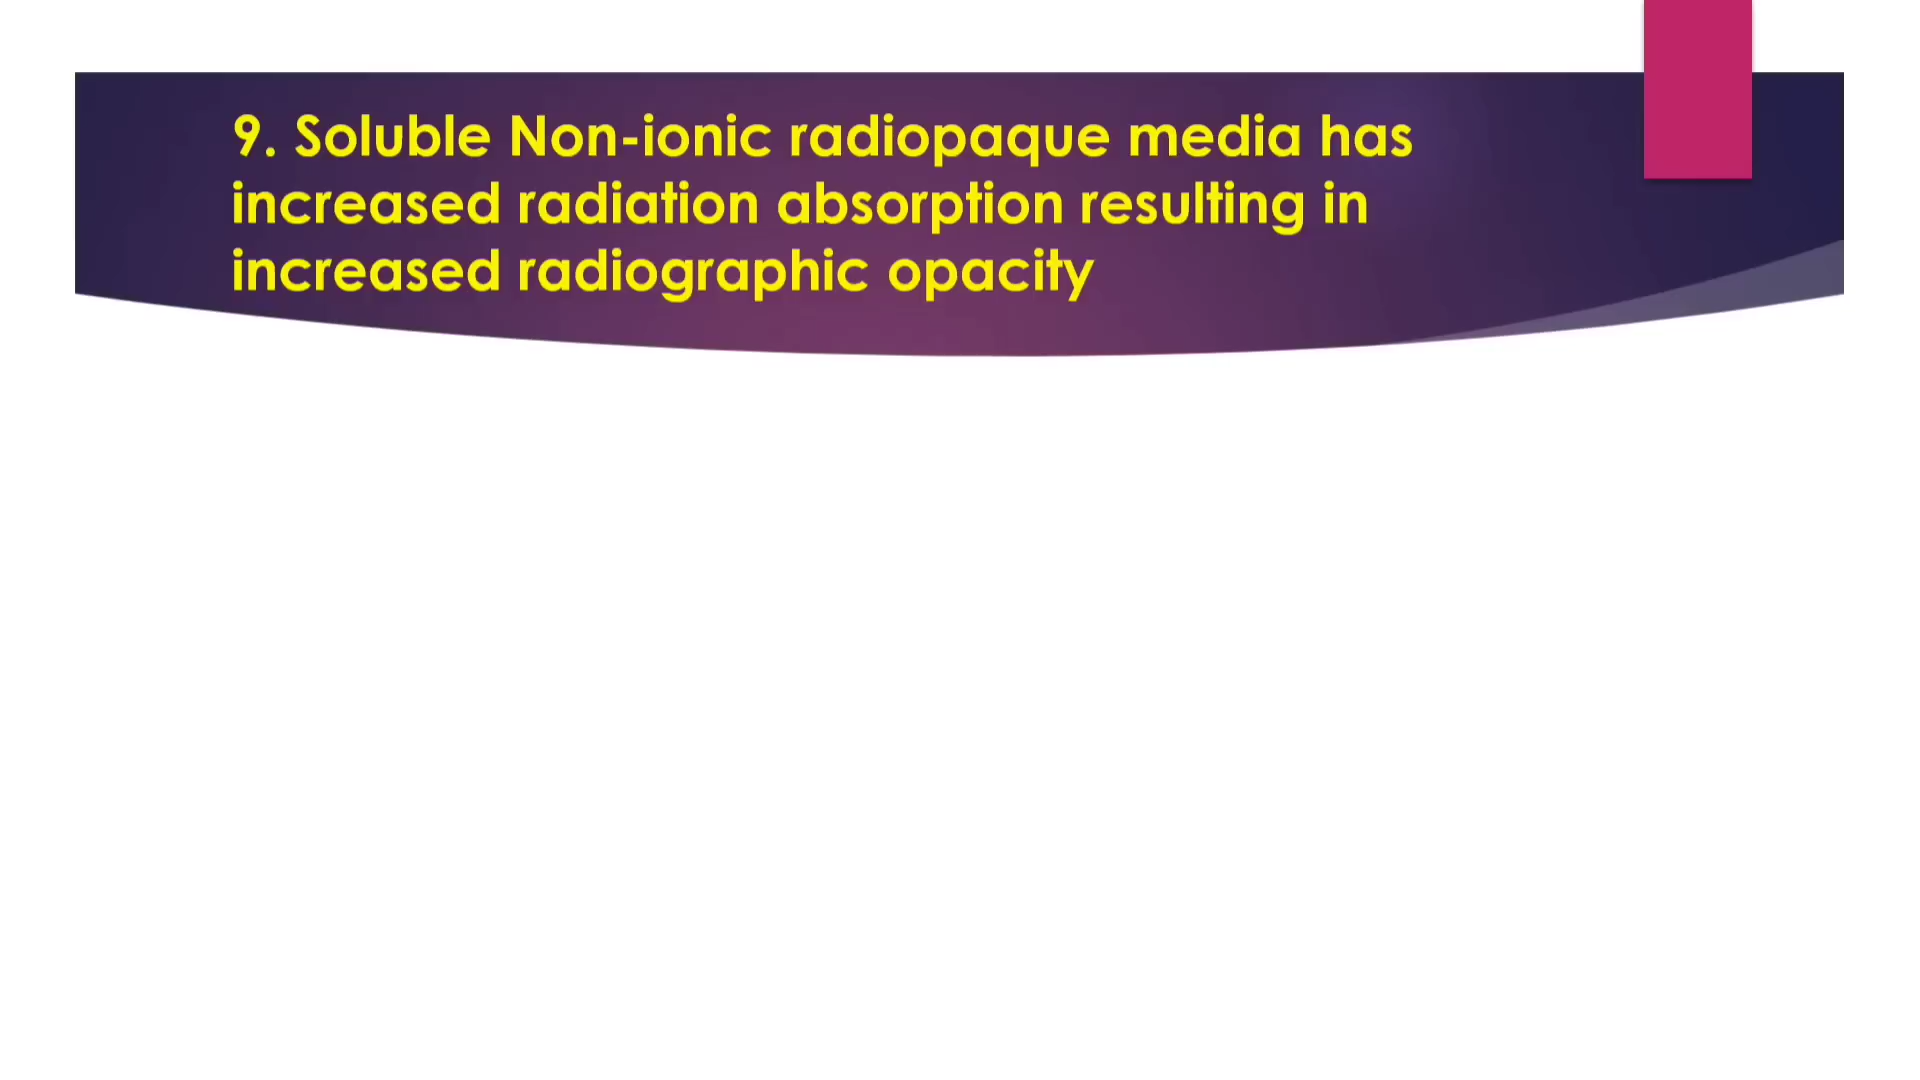 9. Soluble Non-ionic radiopaque media has
increased radiation absorption resulting in
increased radiographic opacity